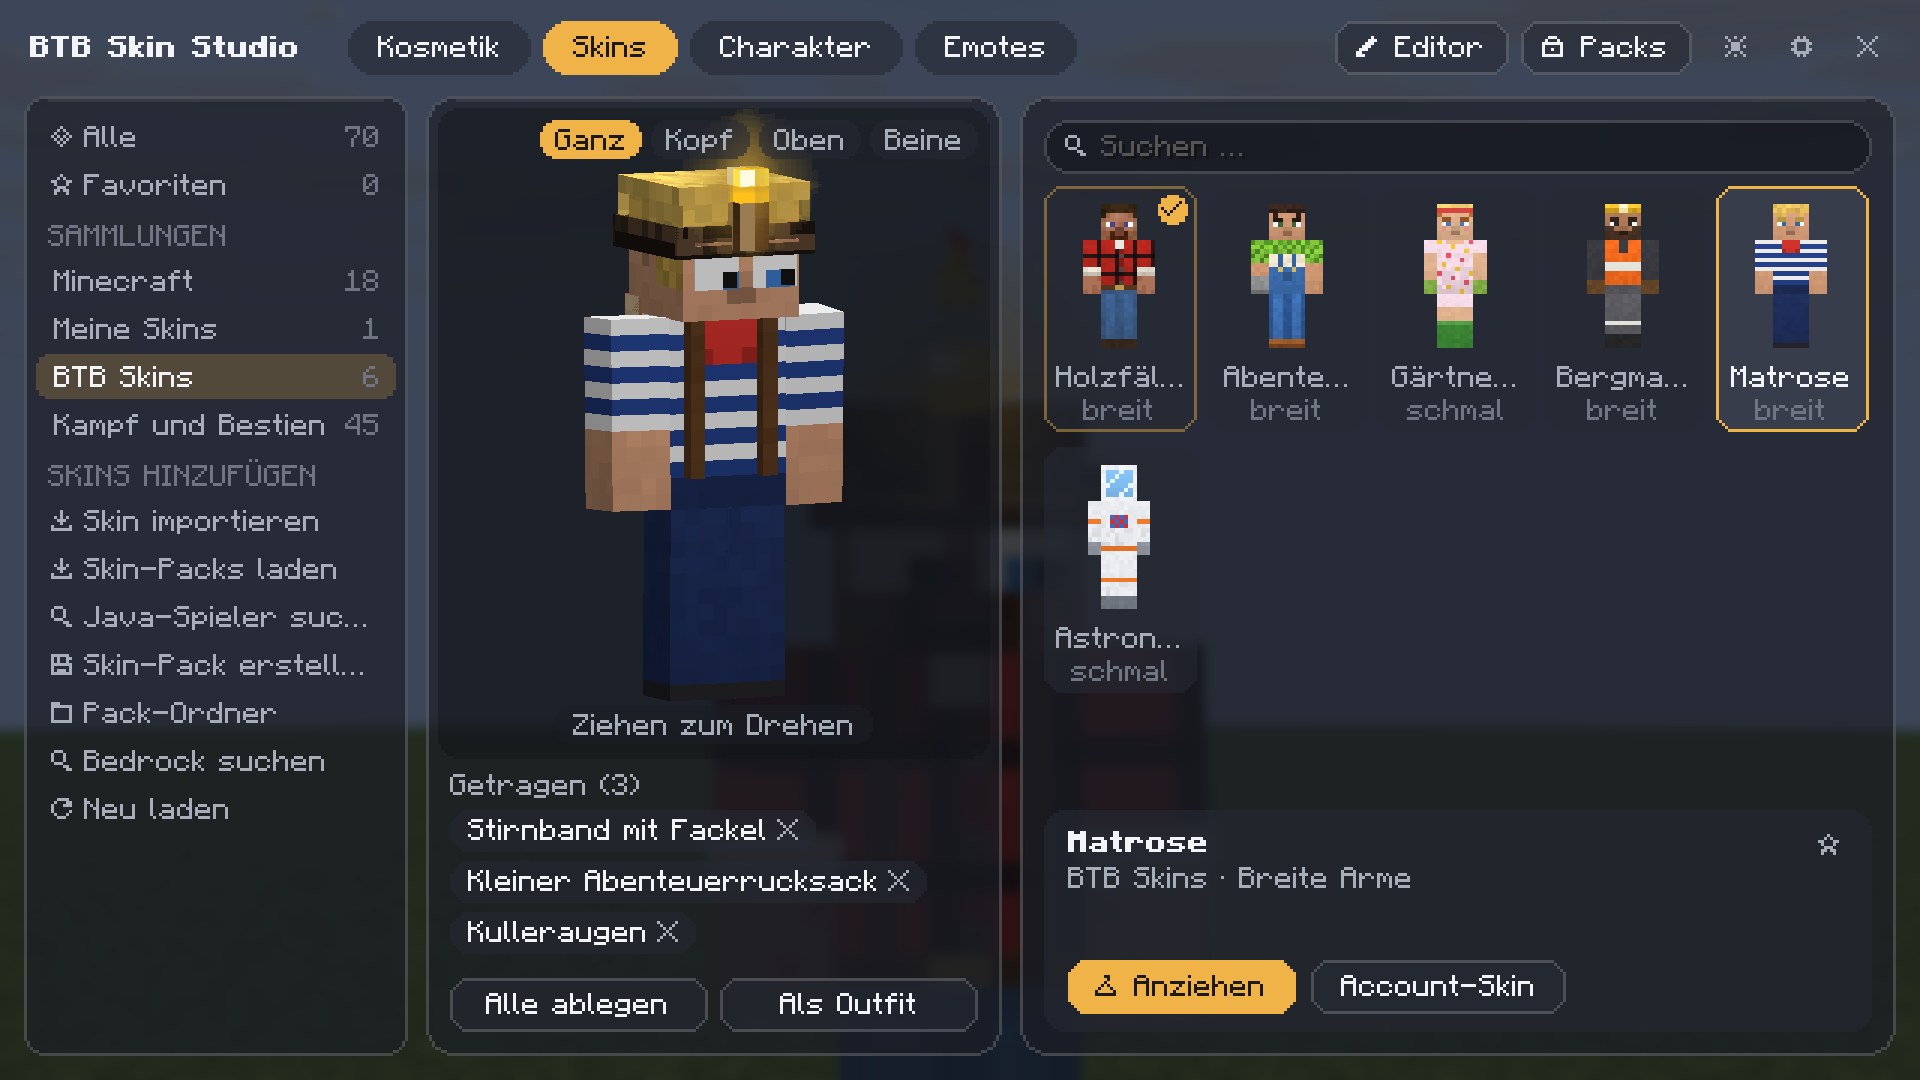 BTB Skin Studio
Kosmetik
Skins
Charakter
Emotes
Editor
Packs
Alle 70
Favoriten 0
SAMMLUNGEN
Minecraft 18
Meine Skins 1
BTB Skins 6
Kampf und Bestien 45
SKINS HINZUFÜGEN
Skin importieren
Skin-Packs laden
Java-Spieler suc...
Skin-Pack erstell...
Pack-Ordner
Bedrock suchen
Neu laden
Ganz
Kopf
Oben
Beine
Ziehen zum Drehen
Getragen (3)
Stirnband mit Fackel
Kleiner Abenteuerrucksack
Kulleraugen
Alle ablegen
Als Outfit
Suchen ...
Holzfäl...
breit
Abente...
breit
Gärtne...
schmal
Bergma...
breit
Matrose
breit
Astron...
schmal
Matrose
BTB Skins · Breite Arme
Anziehen
Account-Skin